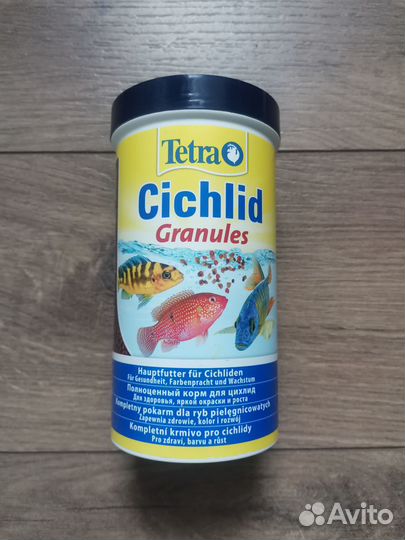 Tetra
Cichlid
Granules
Hauptfutter für Cichliden
Für Gesundheit, Farbenpracht und Wachstum
Полноценный корм для цихлид
Для здоровья, яркой окраски и роста
Kompletny pokarm dla ryb pielęgnicowatych
Zapewnia zdrowie, kolor i rozwój
Kompletní krmivo pro cichlidy
Pro zdraví, barvu a růst
Avito